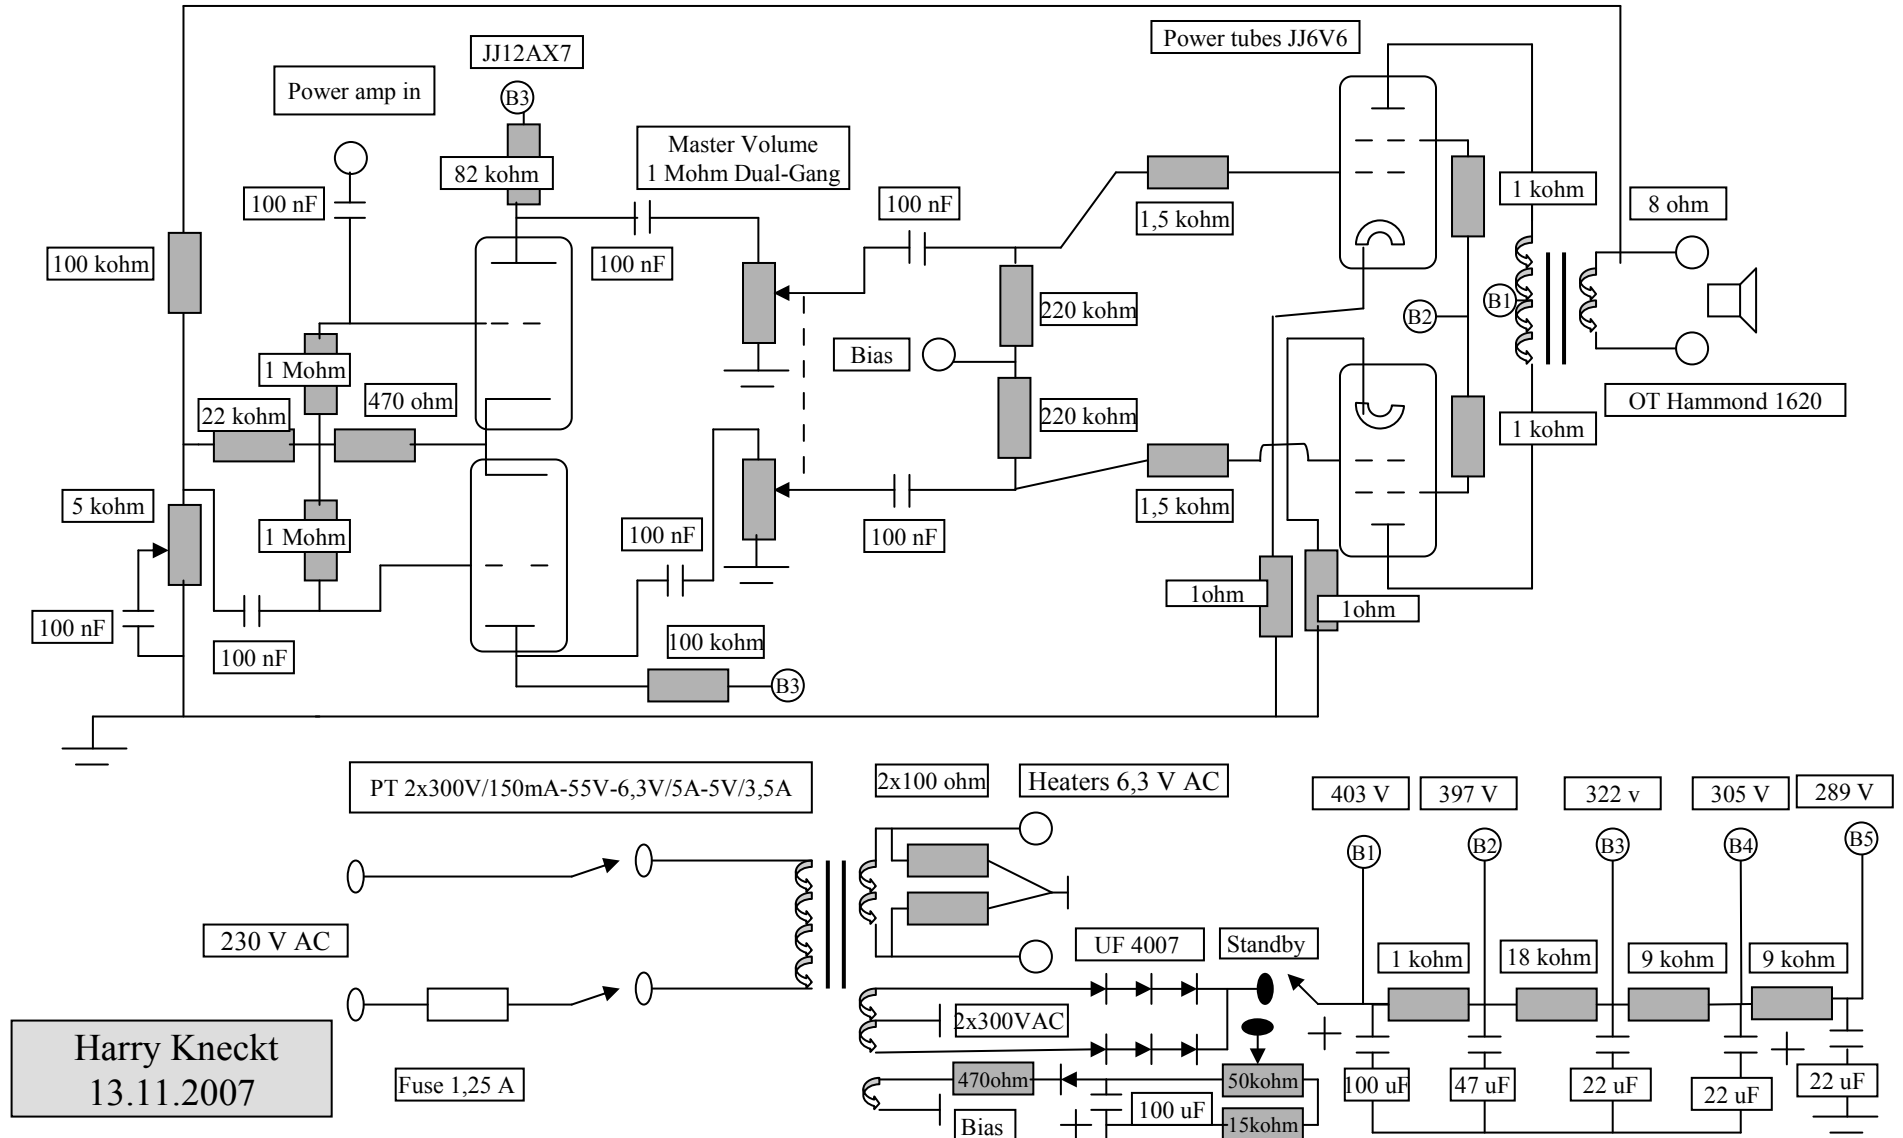 JJ12AX7
Power tubes JJ6V6
Power amp in
B3
82 kohm
Master Volume
1 Mohm Dual-Gang
100 nF
100 nF
100 nF
1,5 kohm
1 kohm
8 ohm
100 kohm
220 kohm
B1
B2
Bias
1 Mohm
22 kohm
470 ohm
220 kohm
1 kohm
OT Hammond 1620
5 kohm
1 Mohm
100 nF
100 nF
1,5 kohm
1ohm
1ohm
100 nF
100 nF
100 kohm
B3
PT 2x300V/150mA-55V-6,3V/5A-5V/3,5A
2x100 ohm
Heaters 6,3 V AC
403 V
397 V
322 v
305 V
289 V
B1
B2
B3
B4
B5
230 V AC
UF 4007
Standby
1 kohm
18 kohm
9 kohm
9 kohm
2x300VAC
Harry Kneckt
13.11.2007
Fuse 1,25 A
470ohm
50kohm
100 uF
15kohm
Bias
100 uF
47 uF
22 uF
22 uF
22 uF